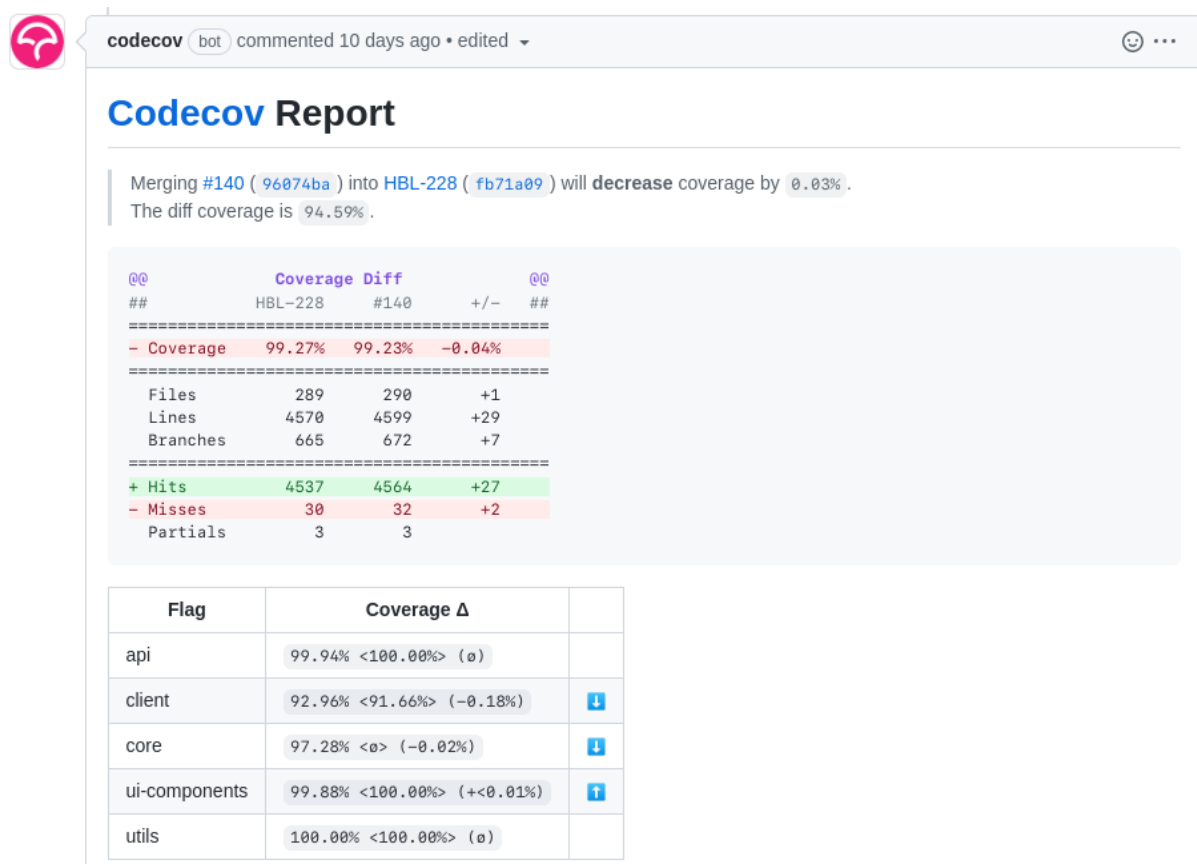 codecov bot commented 10 days ago • edited
Codecov Report
Merging #140 (96074ba) into HBL-228 (fb71a09) will decrease coverage by 0.03%.
The diff coverage is 94.59%.
@@ Coverage Diff @@
## HBL-228 #140 +/- ##
===========================================
- Coverage 99.27% 99.23% -0.04%
===========================================
Files 289 290 +1
Lines 4570 4599 +29
Branches 665 672 +7
===========================================
+ Hits 4537 4564 +27
- Misses 30 32 +2
Partials 3 3
Flag Coverage Δ
api 99.94% <100.00%> (ø)
client 92.96% <91.66%> (-0.18%) ⬇️
core 97.28% <ø> (-0.02%) ⬇️
ui-components 99.88% <100.00%> (+<0.01%) ⬆️
utils 100.00% <100.00%> (ø)